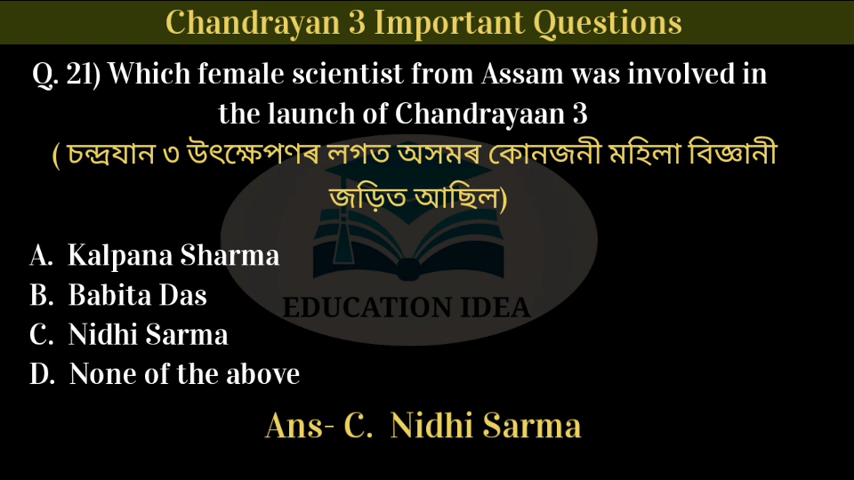 Chandrayan 3 Important Questions
Q. 21) Which female scientist from Assam was involved in
the launch of Chandrayaan 3
( চন্দ্ৰযান ৩ উৎক্ষেপণৰ লগত অসমৰ কোনজনী মহিলা বিজ্ঞানী
জড়িত আছিল)
A. Kalpana Sharma
B. Babita Das
EDUCATION IDEA
C. Nidhi Sarma
D. None of the above
Ans- C. Nidhi Sarma